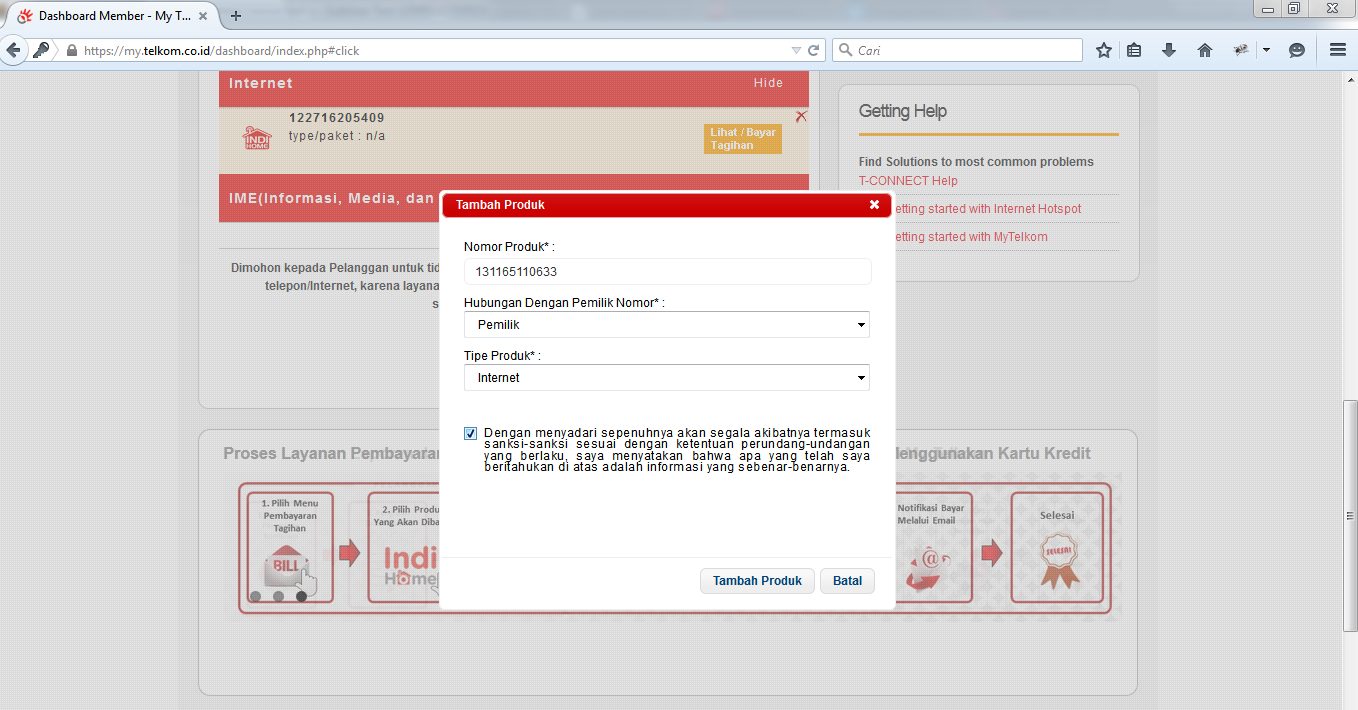 Dashboard Member - My T...
https://my.telkom.co.id/dashboard/index.php#click
Cari
Internet
Hide
122716205409
type/paket : n/a
INDI
HOME
Lihat / Bayar
Tagihan
IME(Informasi, Media, dan
Dimohon kepada Pelanggan untuk
telepon/Internet, karena
Getting Help
Find Solutions to most common problems
T-CONNECT Help
etting started with Internet Hotspot
etting started with MyTelkom
Tambah Produk
Nomor Produk* :
131165110633
Hubungan Dengan Pemilik Nomor* :
Pemilik
Tipe Produk* :
Internet
Dengan menyadari sepenuhnya akan segala akibatnya termasuk
sanksi-sanksi sesuai dengan ketentuan perundang-undangan
yang berlaku, saya menyatakan bahwa apa yang telah saya
beritahukan di atas adalah informasi yang sebenar-benarnya.
Tambah Produk
Batal
Proses Layanan Pembayaran
Menggunakan Kartu Kredit
1. Pilih Menu
Pembayaran
Tagihan
BILL
2. Pilih Produ
Yang Akan Diba
Indi
Home
Notifikasi Bayar
Melalui Email
@
Selesai
SELESAI